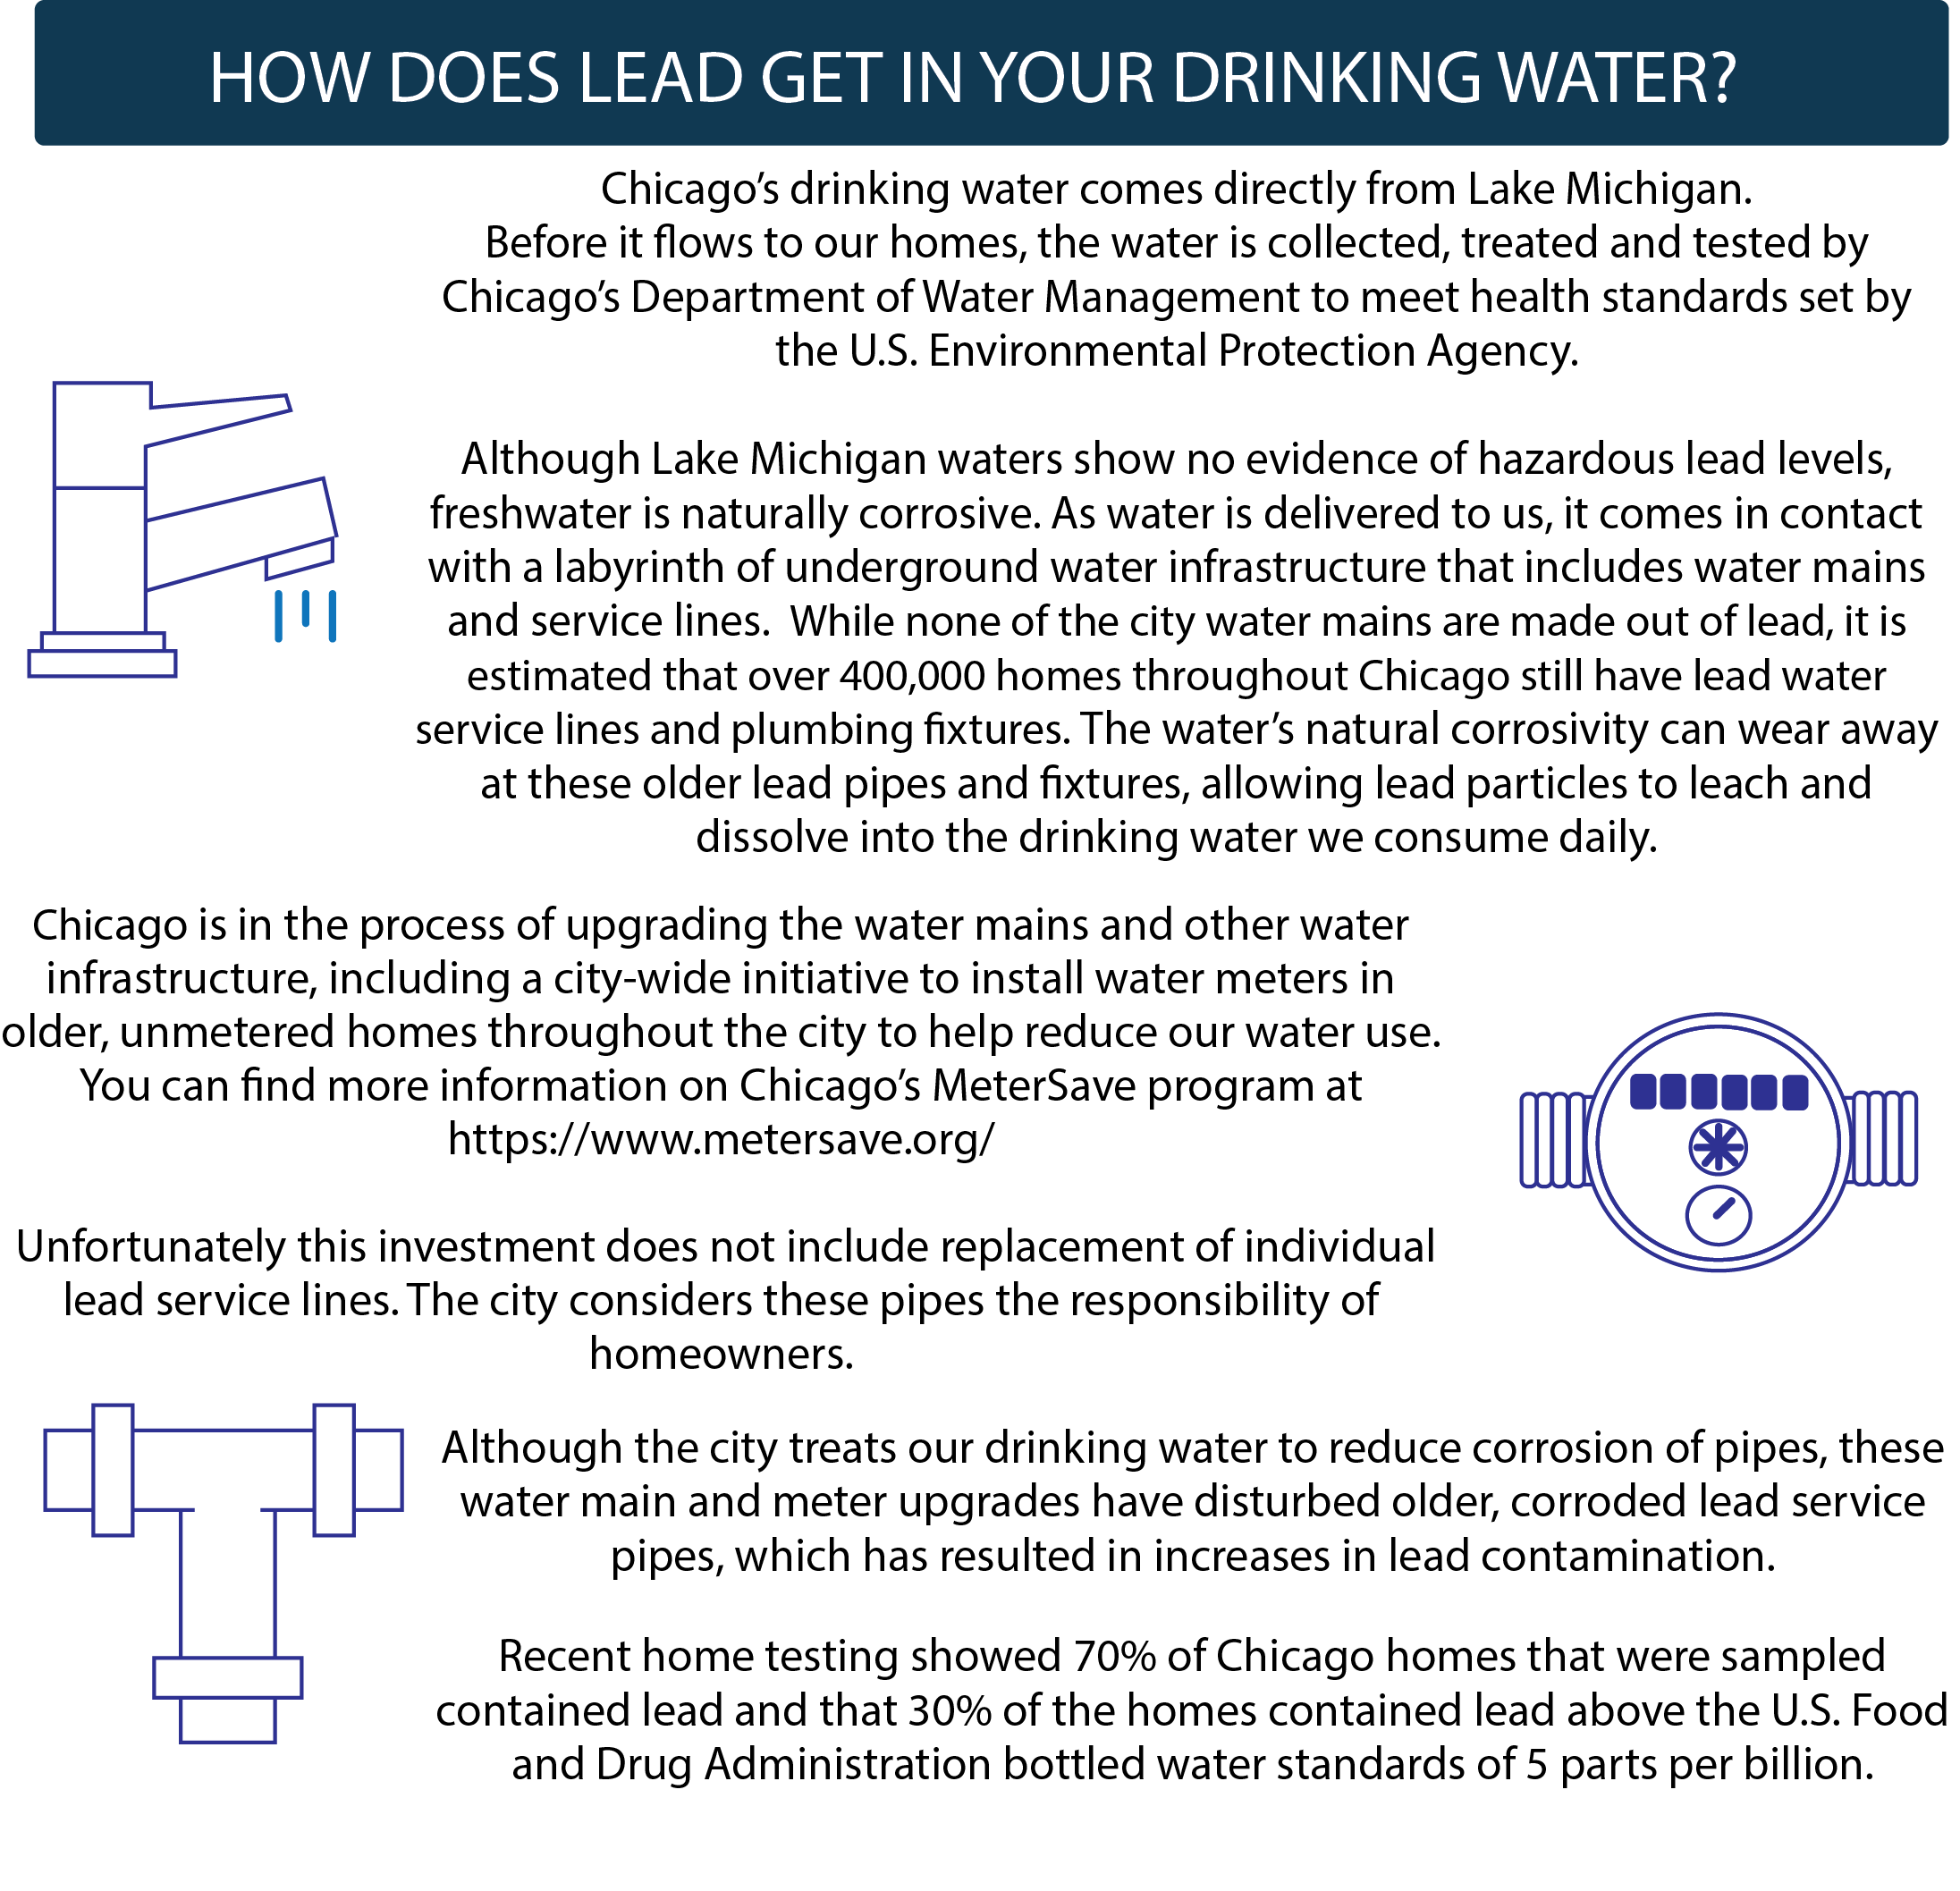 HOW DOES LEAD GET IN YOUR DRINKING WATER?
Chicago’s drinking water comes directly from Lake Michigan.
Before it flows to our homes, the water is collected, treated and tested by
Chicago’s Department of Water Management to meet health standards set by
the U.S. Environmental Protection Agency.
Although Lake Michigan waters show no evidence of hazardous lead levels,
freshwater is naturally corrosive. As water is delivered to us, it comes in contact
with a labyrinth of underground water infrastructure that includes water mains
and service lines.  While none of the city water mains are made out of lead, it is
estimated that over 400,000 homes throughout Chicago still have lead water
service lines and plumbing fixtures. The water’s natural corrosivity can wear away
at these older lead pipes and fixtures, allowing lead particles to leach and
dissolve into the drinking water we consume daily.
Chicago is in the process of upgrading the water mains and other water
infrastructure, including a city-wide initiative to install water meters in
older, unmetered homes throughout the city to help reduce our water use.
You can find more information on Chicago’s MeterSave program at
https://www.metersave.org/
Unfortunately this investment does not include replacement of individual
lead service lines. The city considers these pipes the responsibility of
homeowners.
Although the city treats our drinking water to reduce corrosion of pipes, these
water main and meter upgrades have disturbed older, corroded lead service
pipes, which has resulted in increases in lead contamination.
Recent home testing showed 70% of Chicago homes that were sampled
contained lead and that 30% of the homes contained lead above the U.S. Food
and Drug Administration bottled water standards of 5 parts per billion.